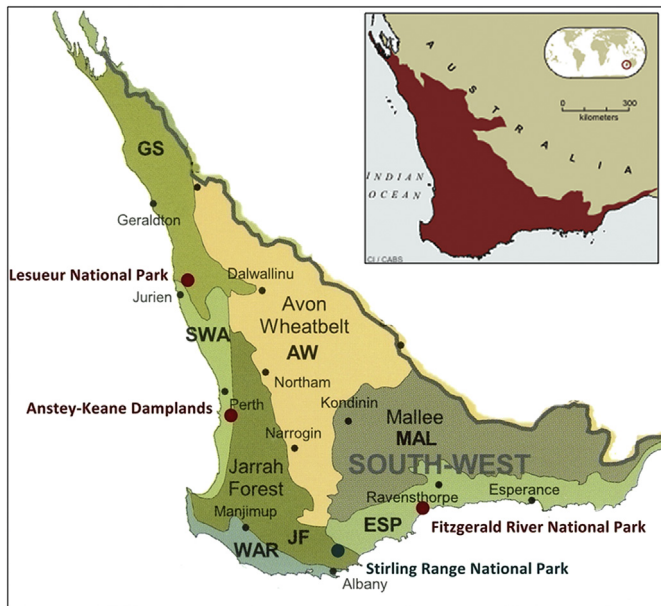 GS
Geraldton
Lesueur National Park
Dalwallinu
Jurien
Avon
Wheatbelt
SWA
AW
Northam
Perth
Anstey-Keane Damplands
Kondinin
Mallee
MAL
Narrogin
SOUTH-WEST
Jarrah
Forest
Ravensthorpe
Esperance
Manjimup
ESP
Fitzgerald River National Park
JF
WAR
Stirling Range National Park
Albany
AUSTRALIA
0 300
kilometers
INDIAN
OCEAN
CI / CABS